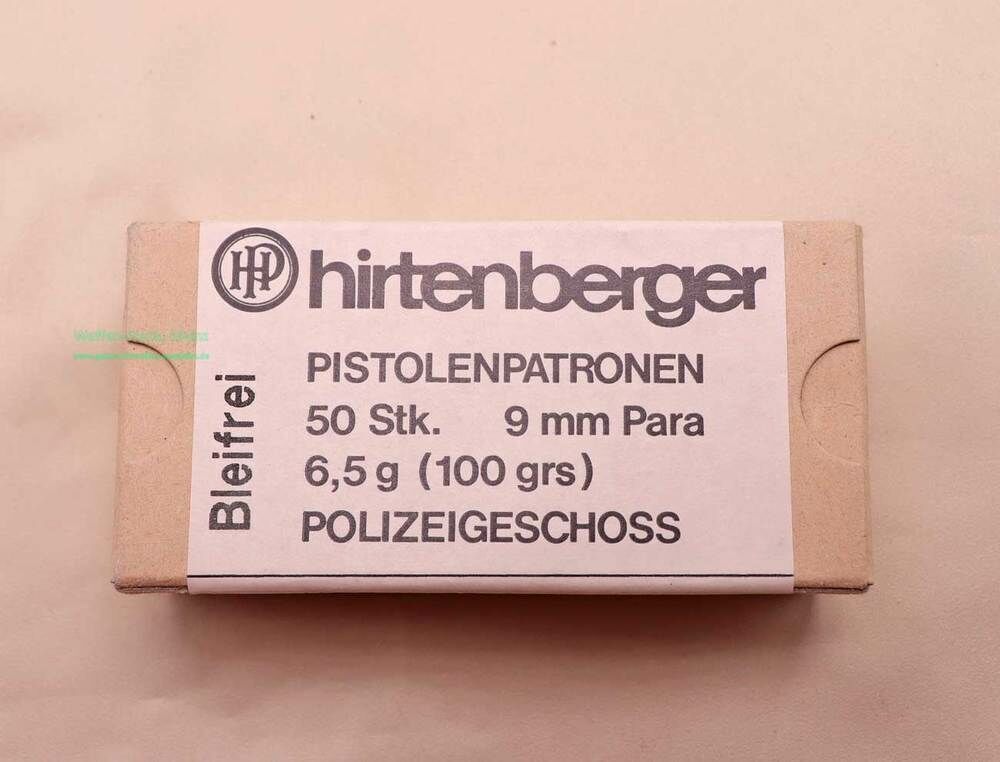 HP hirtenberger
Bleifrei
PISTOLENPATRONEN
50 Stk. 9 mm Para
6,5 g (100 grs)
POLIZEIGESCHOSS